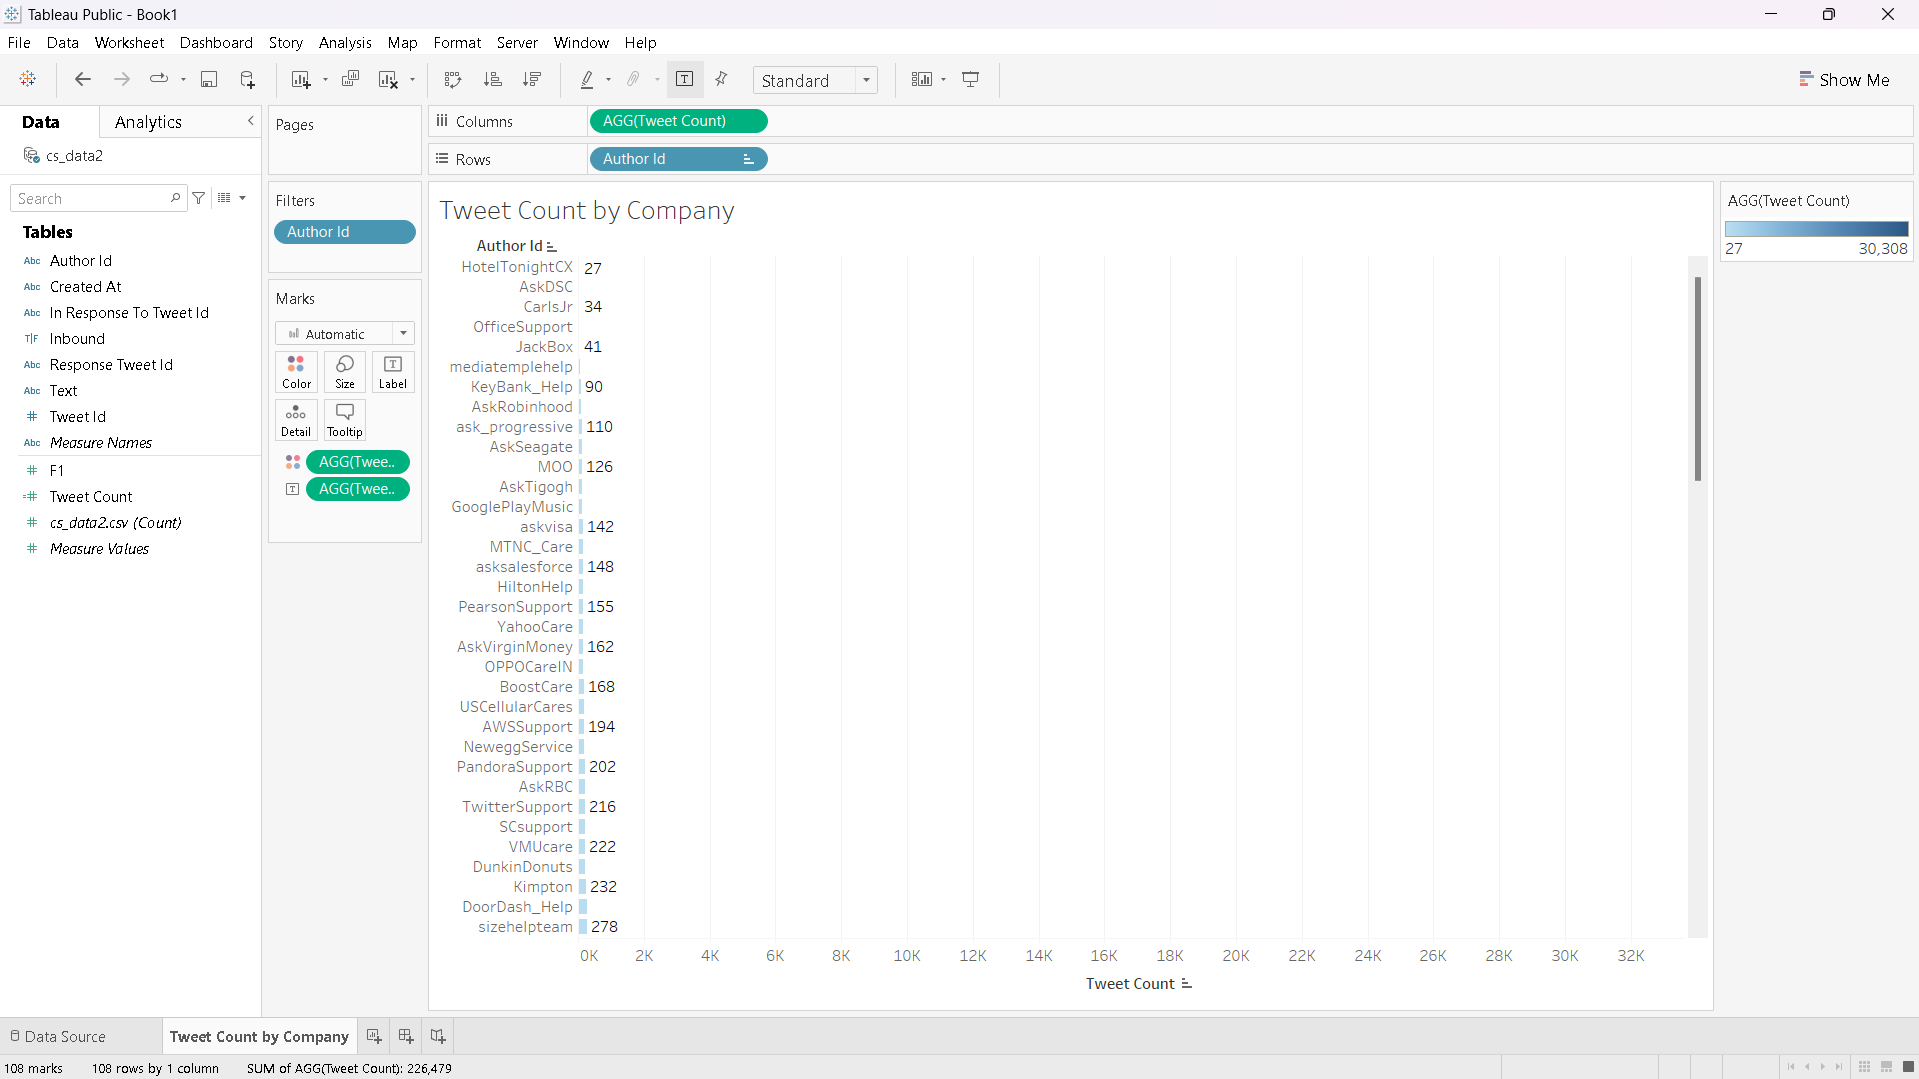 Tableau Public - Book1
File Data Worksheet Dashboard Story Analysis Map Format Server Window Help
Standard
Show Me
Data Analytics
cs_data2
Search
Tables
Abc Author Id
Abc Created At
Abc In Response To Tweet Id
T|F Inbound
Abc Response Tweet Id
Abc Text
# Tweet Id
Abc Measure Names
# F1
=# Tweet Count
# cs_data2.csv (Count)
# Measure Values
Pages
Filters
Author Id
Marks
Automatic
Color Size Label
Detail Tooltip
AGG(Twee..
AGG(Twee..
Columns AGG(Tweet Count)
Rows Author Id
Tweet Count by Company
Author Id
HotelTonightCX 27
AskDSC
CarlsJr 34
OfficeSupport
JackBox 41
mediatemplehelp
KeyBank_Help 90
AskRobinhood
ask_progressive 110
AskSeagate
MOO 126
AskTigogh
GooglePlayMusic
askvisa 142
MTNC_Care
asksalesforce 148
HiltonHelp
PearsonSupport 155
YahooCare
AskVirginMoney 162
OPPOCareIN
BoostCare 168
USCellularCares
AWSSupport 194
NeweggService
PandoraSupport 202
AskRBC
TwitterSupport 216
SCsupport
VMUcare 222
DunkinDonuts
Kimpton 232
DoorDash_Help
sizehelpteam 278
0K 2K 4K 6K 8K 10K 12K 14K 16K 18K 20K 22K 24K 26K 28K 30K 32K
Tweet Count
AGG(Tweet Count)
27 30,308
Data Source Tweet Count by Company
108 marks 108 rows by 1 column SUM of AGG(Tweet Count): 226,479